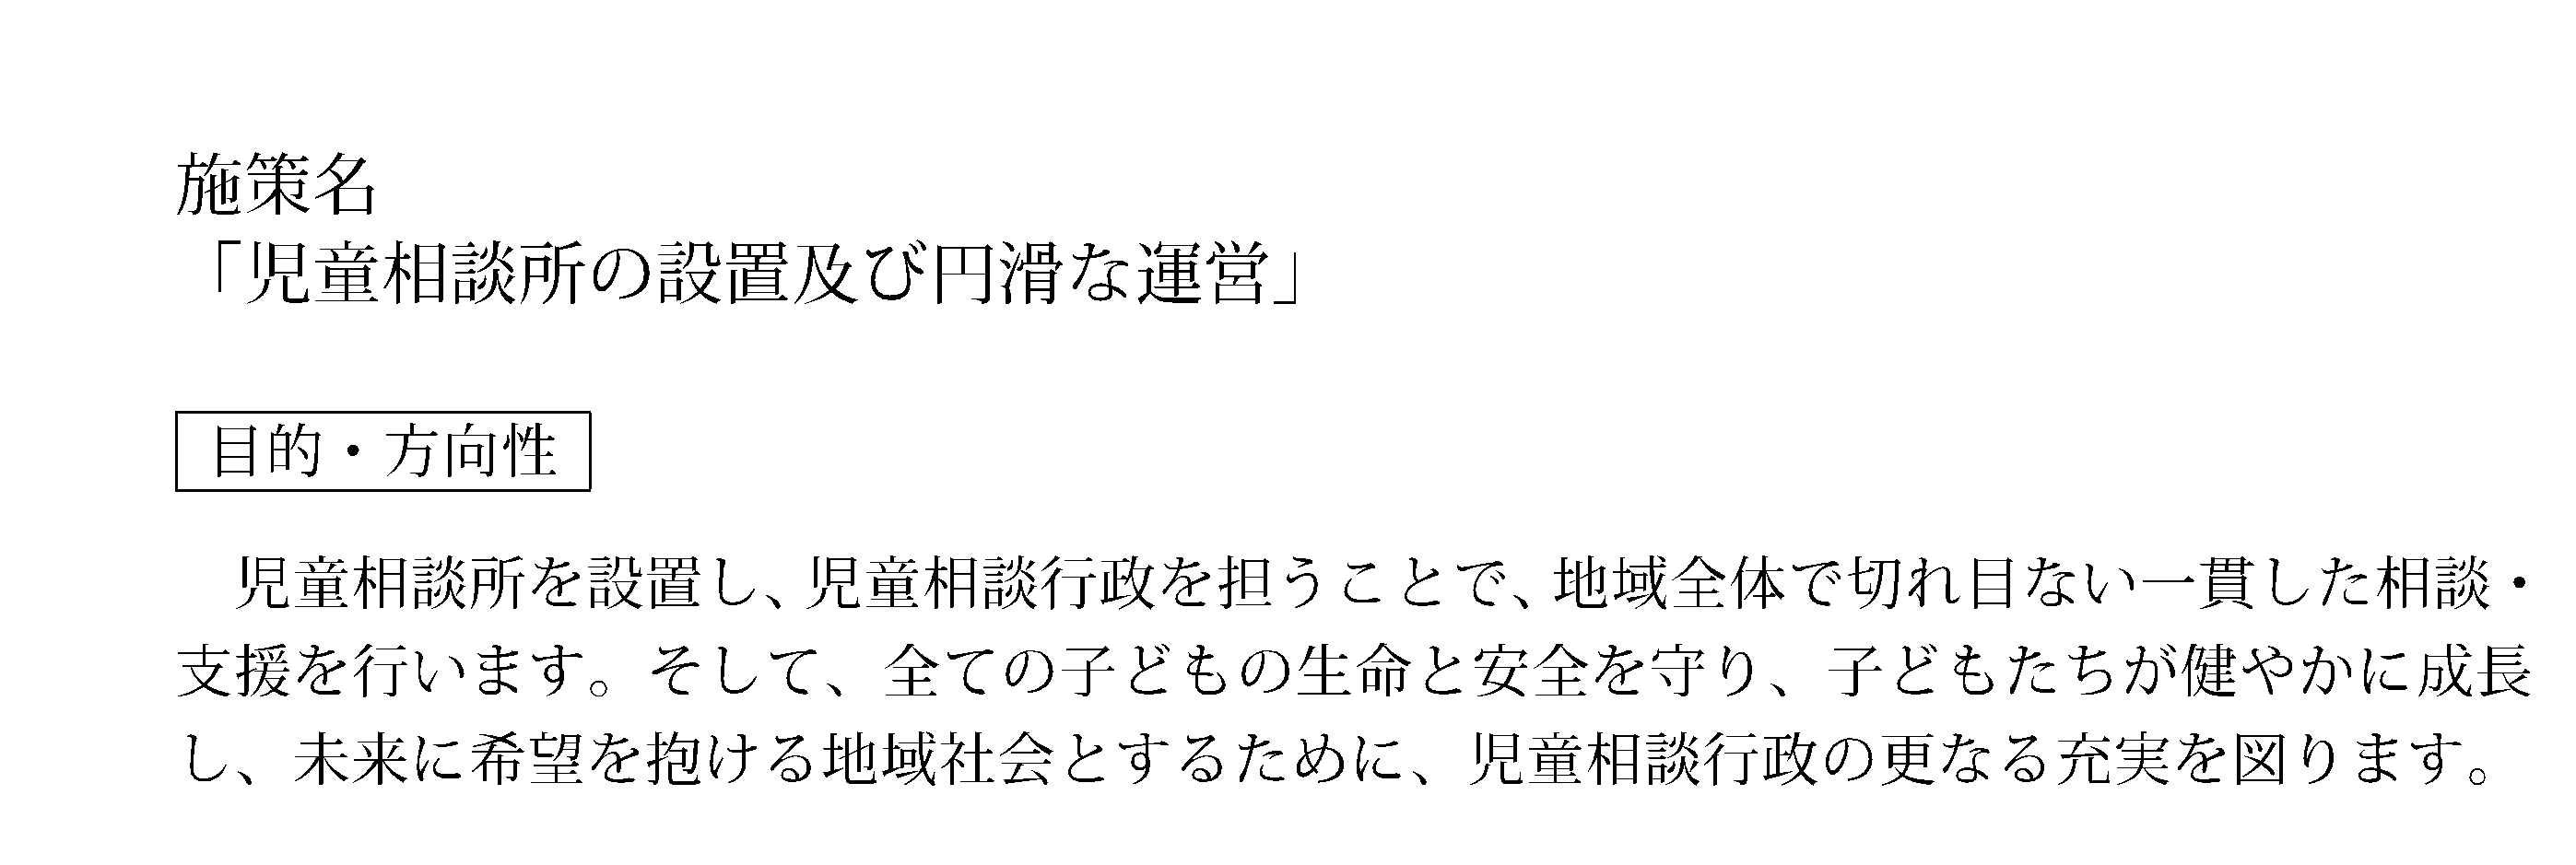 施策名
「児童相談所の設置及び円滑な運営」
目的・方向性
児童相談所を設置し、児童相談行政を担うことで、地域全体で切れ目ない一貫した相談・
支援を行います。そして、全ての子どもの生命と安全を守り、子どもたちが健やかに成長
し、未来に希望を抱ける地域社会とするために、児童相談行政の更なる充実を図ります。